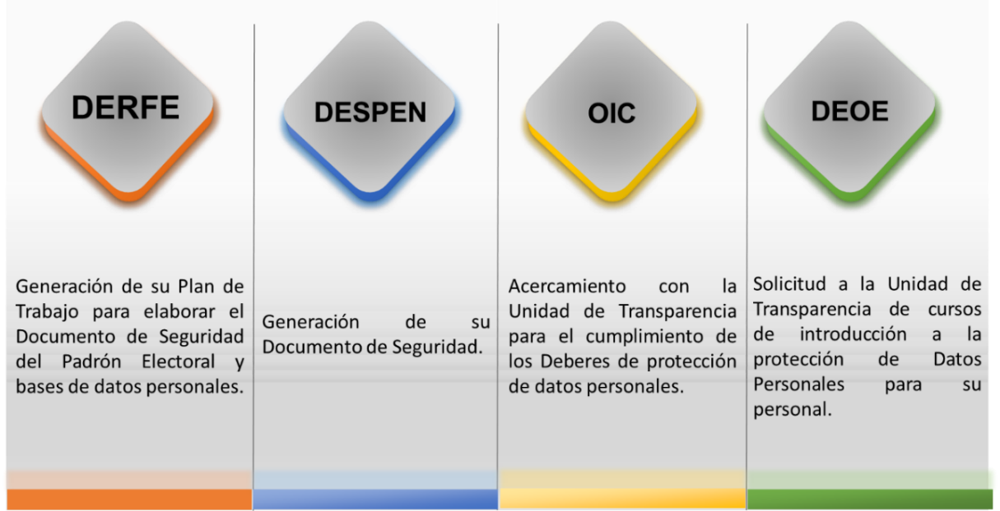 DERFE
Generación de su Plan de
Trabajo para elaborar el
Documento de Seguridad
del Padrón Electoral y
bases de datos personales.
DESPEN
Generación de su
Documento de Seguridad.
OIC
Acercamiento con la
Unidad de Transparencia
para el cumplimiento de
los Deberes de protección
de datos personales.
DEOE
Solicitud a la Unidad de
Transparencia de cursos
de introducción a la
protección de Datos
Personales para su
personal.